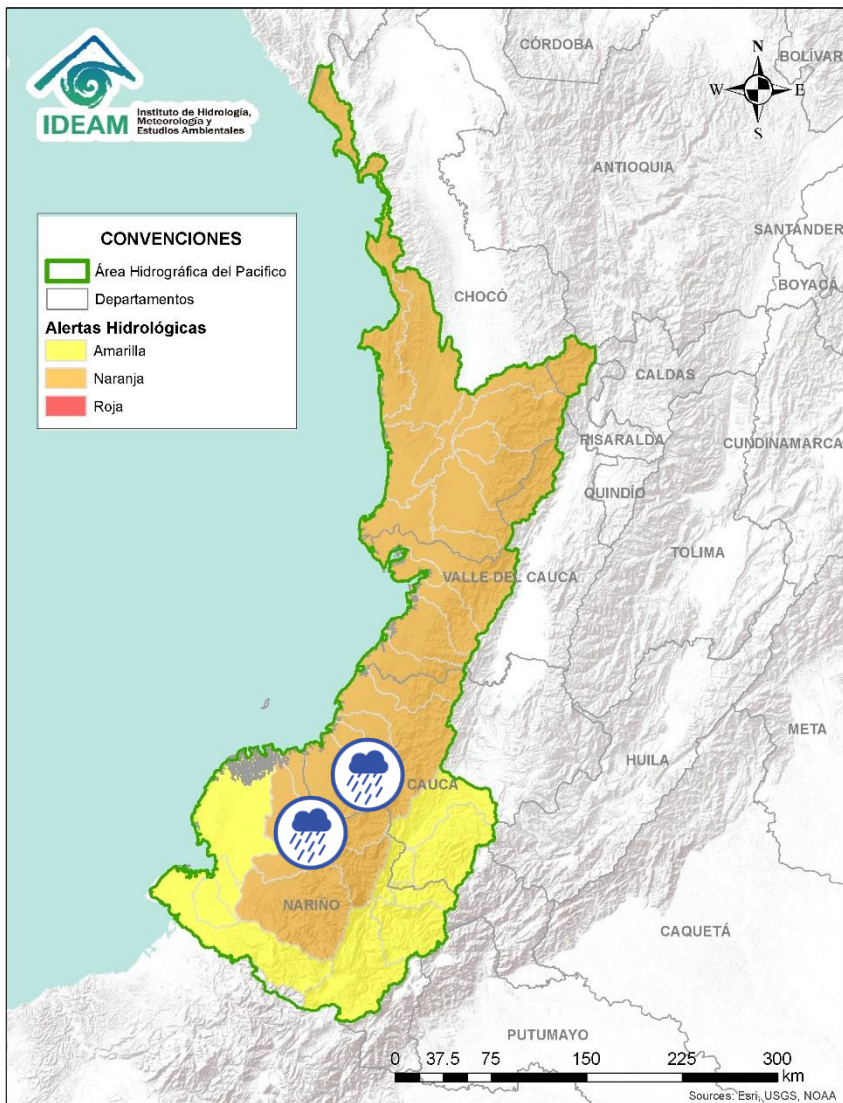 IDEAM
Instituto de Hidrología,
Meteorología y
Estudios Ambientales
N
W E
S
CÓRDOBA
BOLÍVAR
ANTIOQUIA
SANTANDER
BOYACÁ
CHOCÓ
CONVENCIONES
Área Hidrográfica del Pacifico
Departamentos
Alertas Hidrológicas
Amarilla
Naranja
Roja
CALDAS
RISARALDA
CUNDINAMARCA
QUINDÍO
TOLIMA
VALLE DEL CAUCA
META
HUILA
CAUCA
NARIÑO
CAQUETÁ
PUTUMAYO
0 37.5 75 150 225 300
km
Sources: Esri, USGS, NOAA